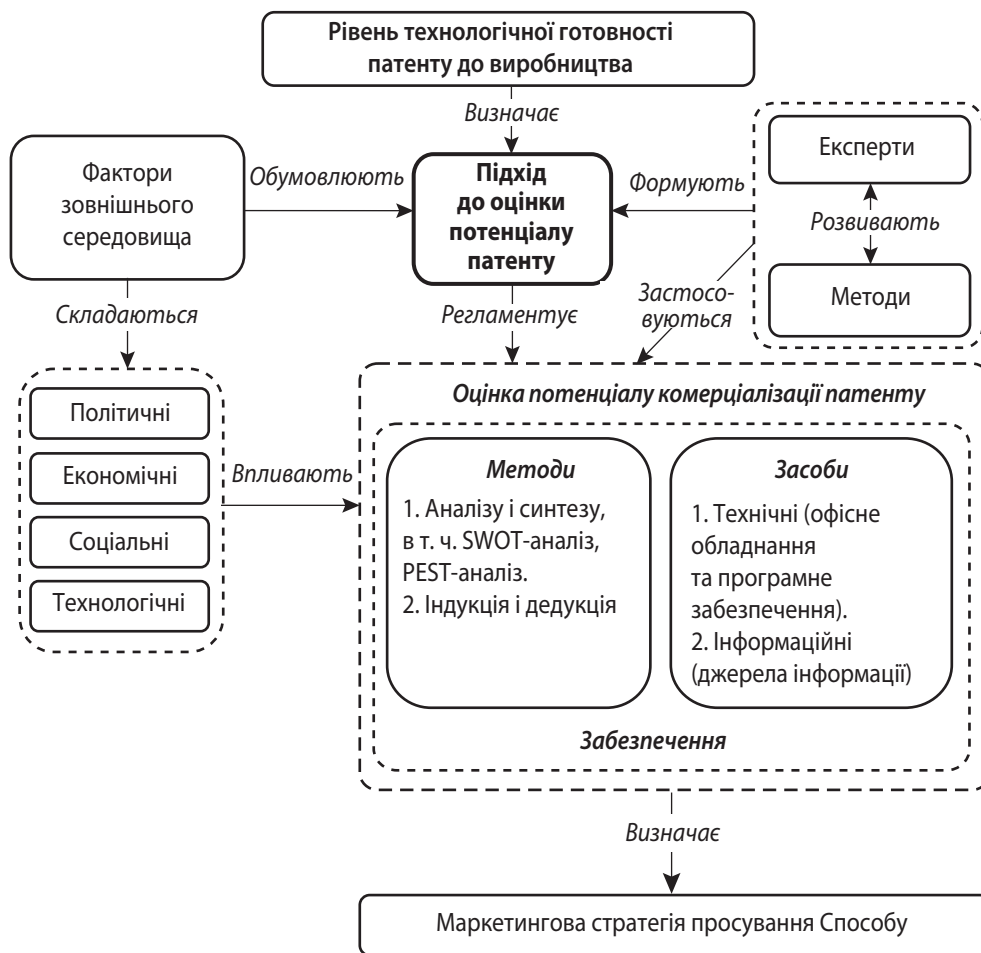 Рівень технологічної готовності
патенту до виробництва
Визначає
Фактори
зовнішнього
середовища
Обумовлюють
Підхід
до оцінки
потенціалу
патенту
Формують
Експерти
Розвивають
Методи
Складаються
Регламентує
Застосо-
вуються
Політичні
Економічні
Соціальні
Технологічні
Впливають
Оцінка потенціалу комерціалізації патенту
Методи
1. Аналізу і синтезу,
в т. ч. SWOT-аналіз,
PEST-аналіз.
2. Індукція і дедукція
Засоби
1. Технічні (офісне
обладнання
та програмне
забезпечення).
2. Інформаційні
(джерела інформації)
Забезпечення
Визначає
Маркетингова стратегія просування Способу